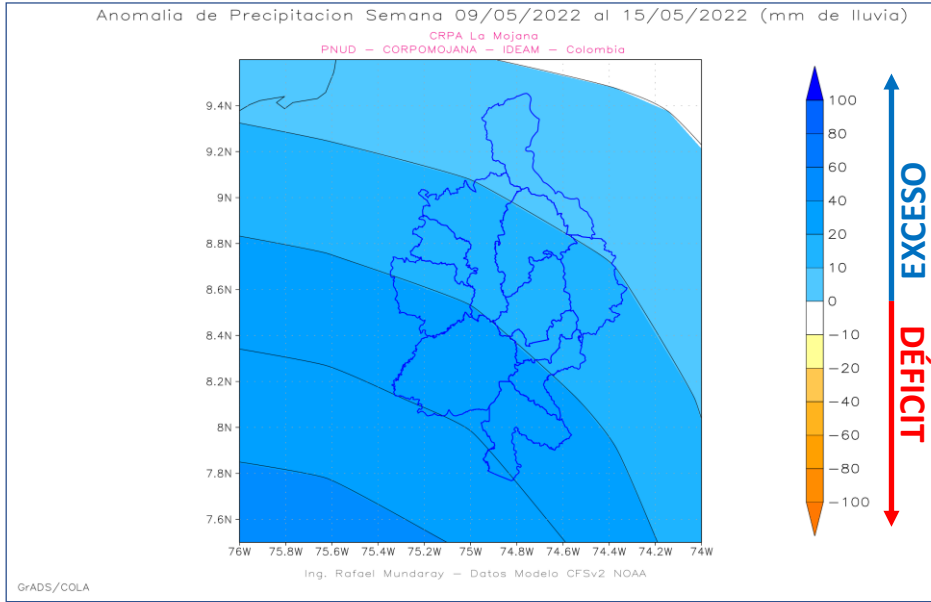 Anomalia de Precipitacion Semana 09/05/2022 al 15/05/2022 (mm de lluvia)
CRPA La Mojana
PNUD – CORPOMOJANA – IDEAM – Colombia
9.4N
9.2N
9N
8.8N
8.6N
8.4N
8.2N
8N
7.8N
7.6N
76W 75.8W 75.6W 75.4W 75.2W 75W 74.8W 74.6W 74.4W 74.2W 74W
100
80
60
40
20
10
0
−10
−20
−40
−60
−80
−100
EXCESO
DÉFICIT
Ing. Rafael Mundaray – Datos Modelo CFSv2 NOAA
GrADS/COLA